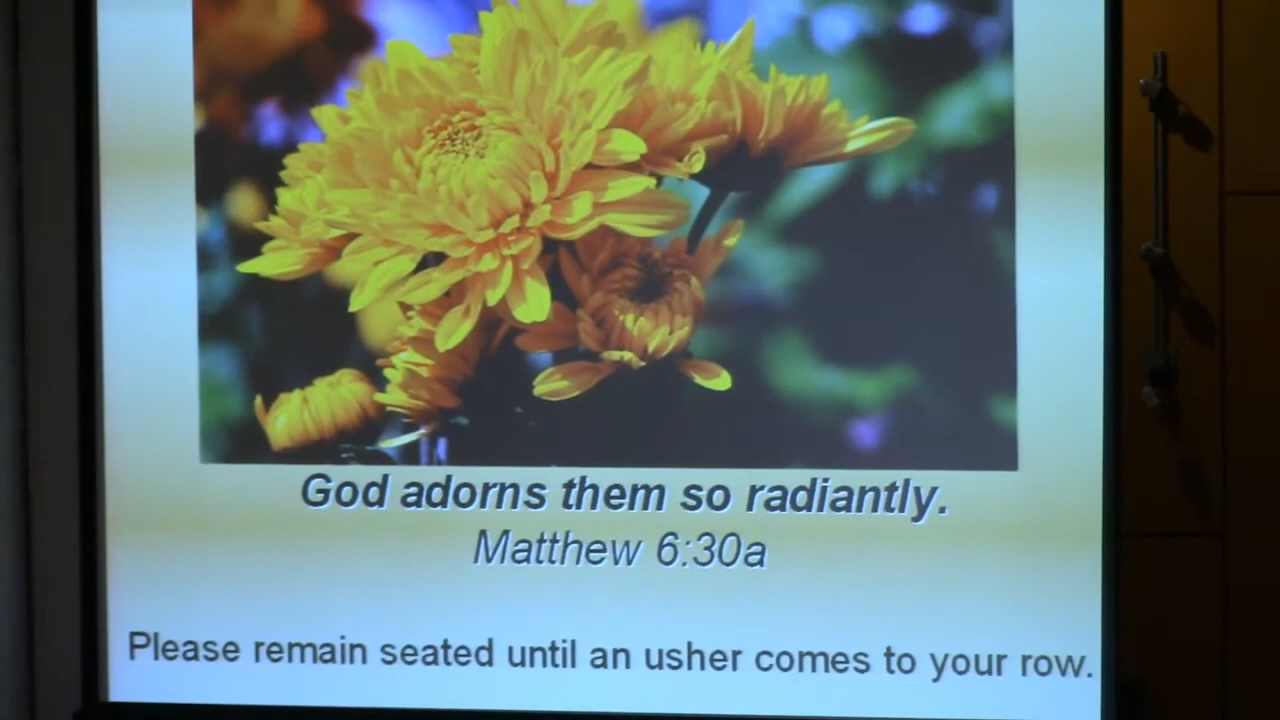 God adorns them so radiantly.
Matthew 6:30a
Please remain seated until an usher comes to your row.